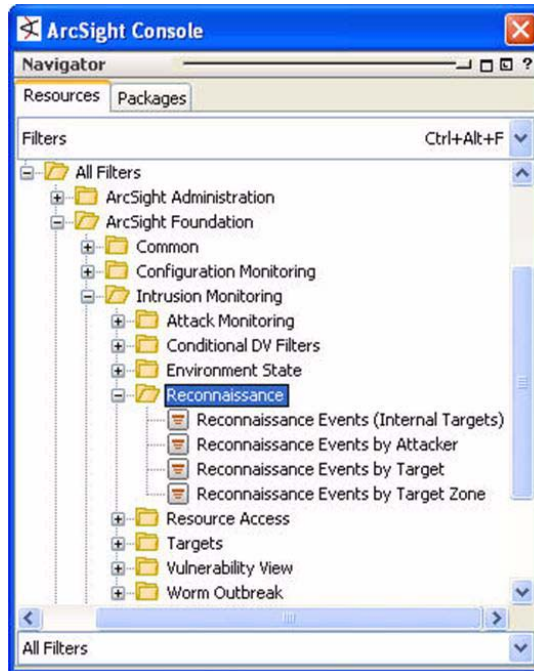 ArcSight Console
Navigator
?
Resources Packages
Filters Ctrl+Alt+F
All Filters
ArcSight Administration
ArcSight Foundation
Common
Configuration Monitoring
Intrusion Monitoring
Attack Monitoring
Conditional DV Filters
Environment State
Reconnaissance
Reconnaissance Events (Internal Targets)
Reconnaissance Events by Attacker
Reconnaissance Events by Target
Reconnaissance Events by Target Zone
Resource Access
Targets
Vulnerability View
Worm Outbreak
All Filters